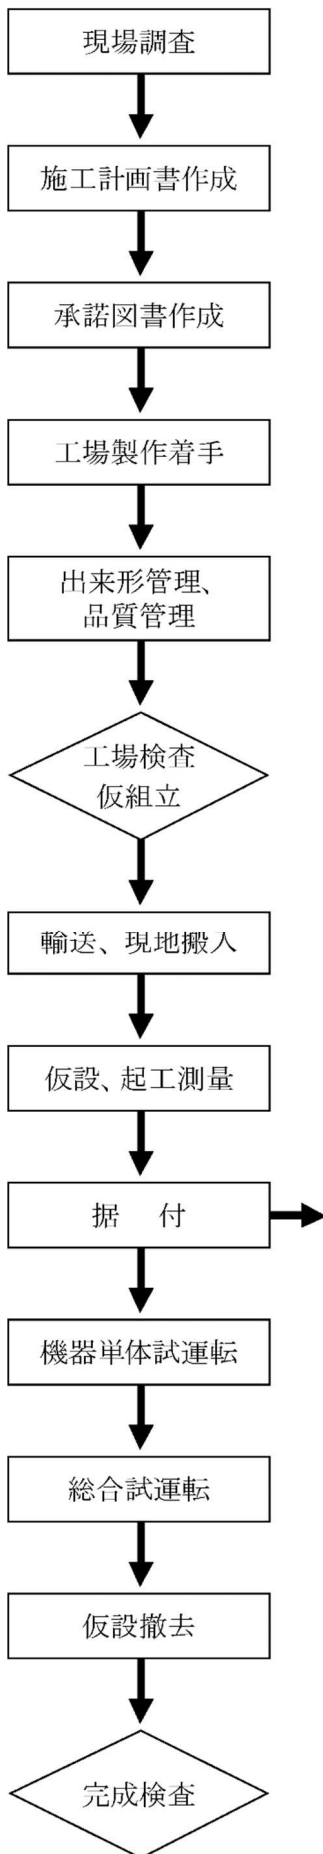 現場調査
施工計画書作成
承諾図書作成
工場製作着手
出来形管理、
品質管理
工場検査
仮組立
輸送、現地搬入
仮設、起工測量
据　付
機器単体試運転
総合試運転
仮設撤去
完成検査